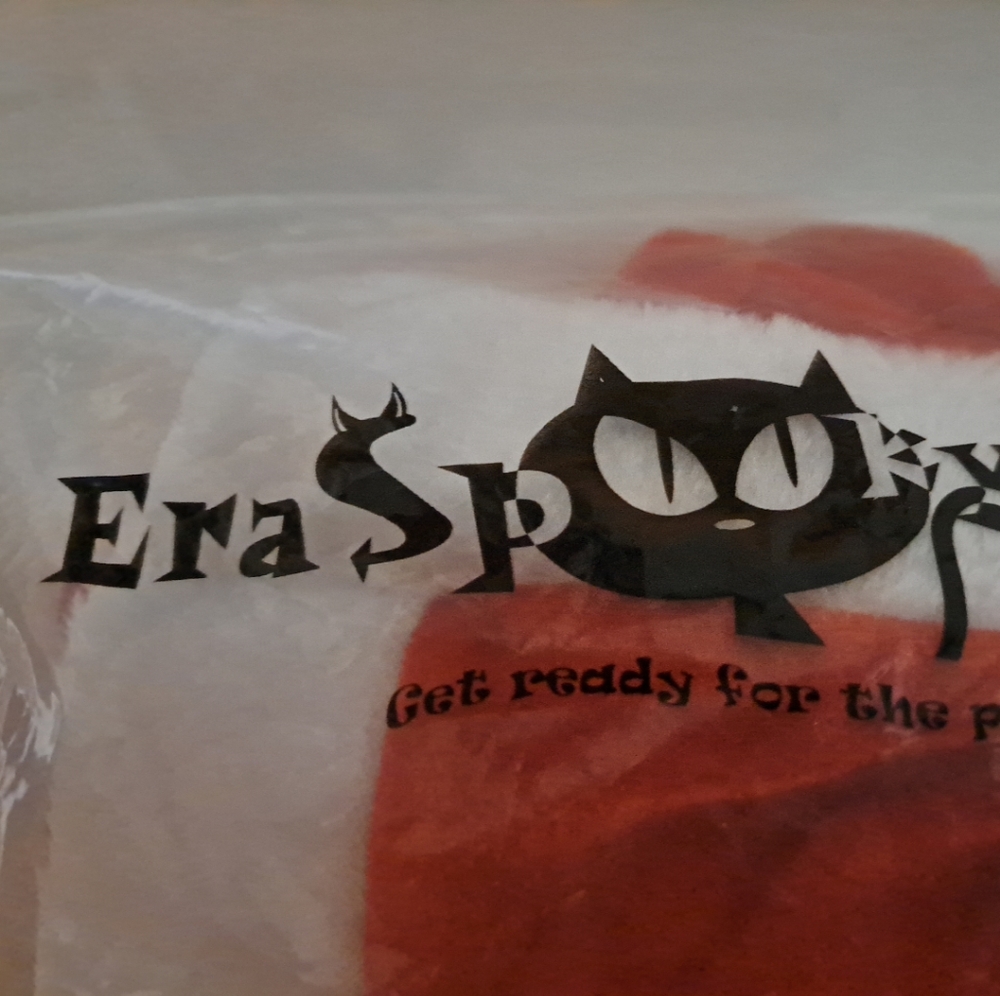 EraSpooky
Get ready for the